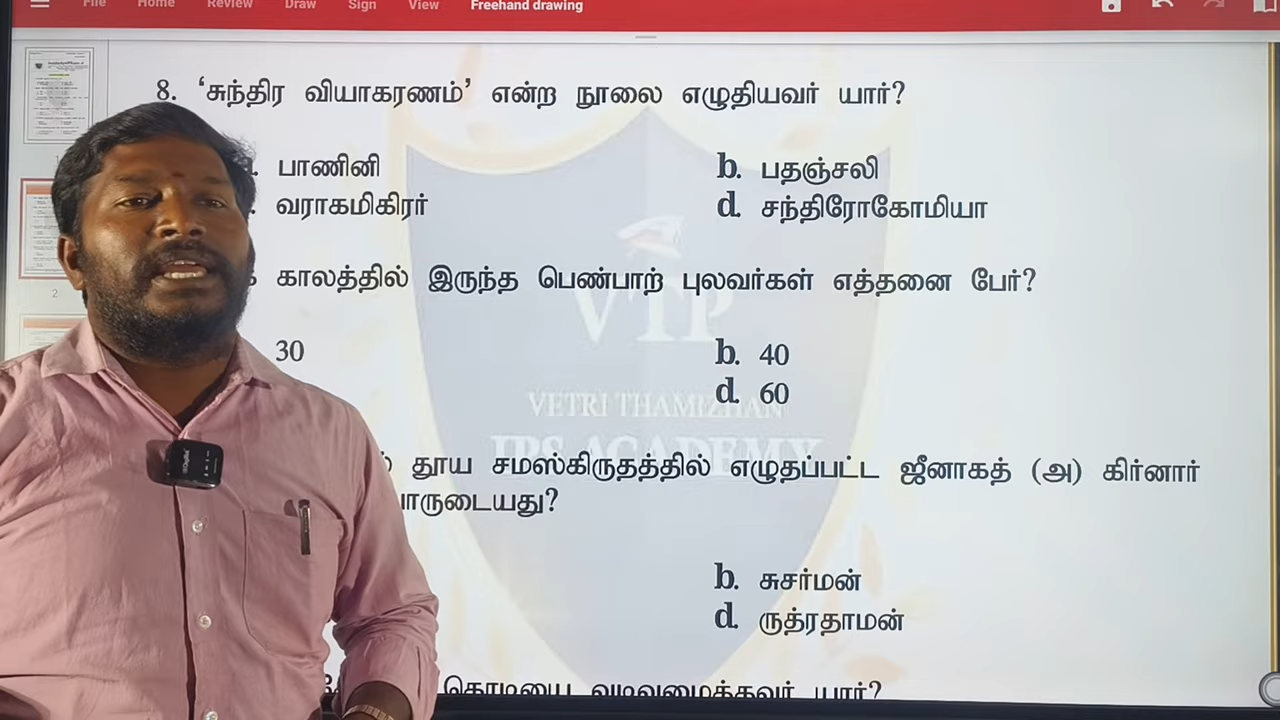 File Home Review Draw Sign View Freehand drawing
8. ‘சுந்திர வியாகரணம்’ என்ற நூலை எழுதியவர் யார்?
பாணினி b. பதஞ்சலி
வராகமிகிரர் d. சந்திரோகோமியா
காலத்தில் இருந்த பெண்பாற் புலவர்கள் எத்தனை பேர்?
30 b. 40
d. 60
VTP
VETRI THAMIZHAN
IPS ACADEMY
தூய சமஸ்கிருதத்தில் எழுதப்பட்ட ஜீனாகத் (அ) கிர்னார்
ாருடையது?
b. சுசர்மன்
d. ருத்ரதாமன்
கொடியை வடிவமைத்தவர் யார்?
2